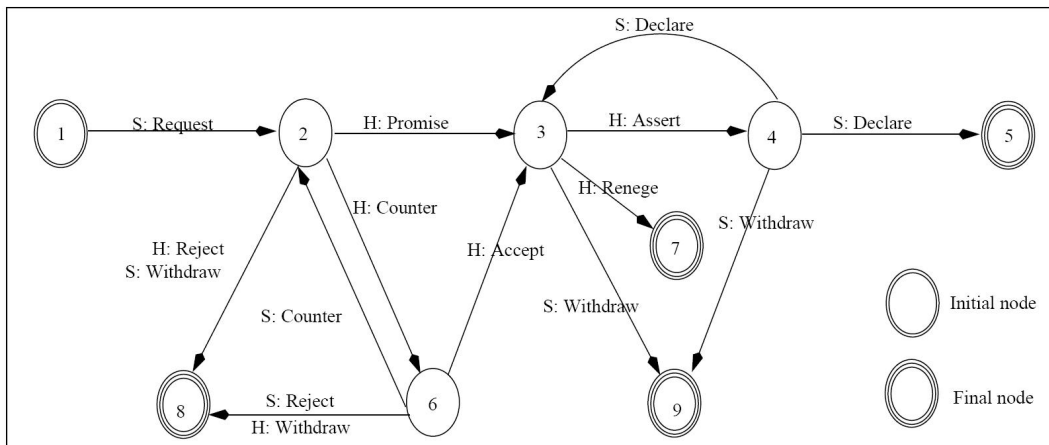 S: Declare
1
S: Request
2
H: Promise
3
H: Assert
4
S: Declare
5
H: Renege
H: Counter
S: Withdraw
H: Reject
S: Withdraw
H: Accept
7
S: Withdraw
Initial node
S: Counter
8
S: Reject
H: Withdraw
6
9
Final node